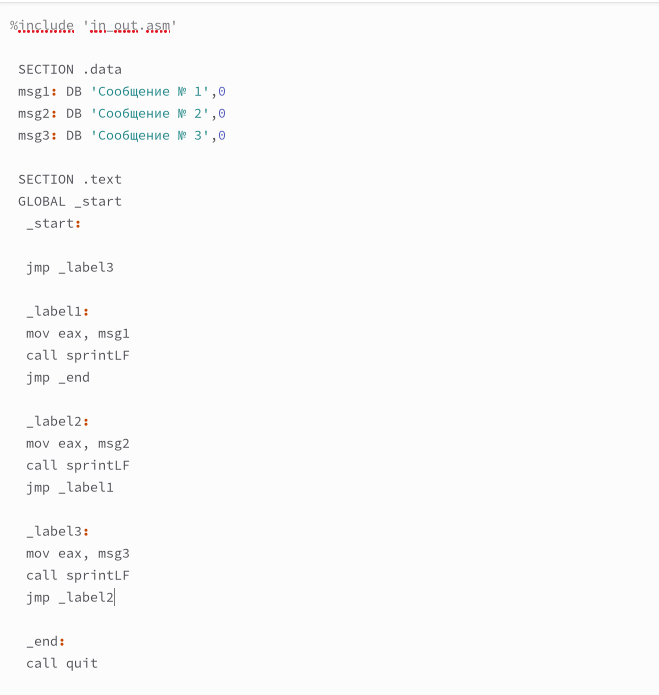 %include 'in_out.asm'
SECTION .data
msg1: DB 'Сообщение № 1',0
msg2: DB 'Сообщение № 2',0
msg3: DB 'Сообщение № 3',0
SECTION .text
GLOBAL _start
_start:
jmp _label3
_label1:
mov eax, msg1
call sprintLF
jmp _end
_label2:
mov eax, msg2
call sprintLF
jmp _label1
_label3:
mov eax, msg3
call sprintLF
jmp _label2
_end:
call quit